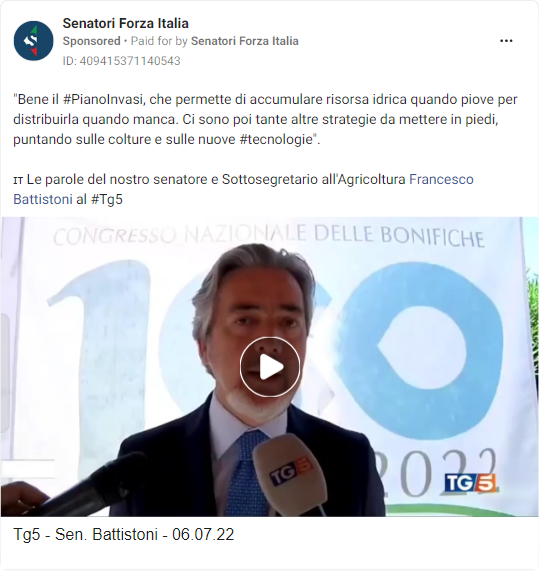 Senatori Forza Italia
Sponsored • Paid for by Senatori Forza Italia
ID: 409415371140543
"Bene il #PianoInvasi, che permette di accumulare risorsa idrica quando piove per
distribuirla quando manca. Ci sono poi tante altre strategie da mettere in piedi,
puntando sulle colture e sulle nuove #tecnologie".
IT Le parole del nostro senatore e Sottosegretario all'Agricoltura Francesco
Battistoni al #Tg5
CONGRESSO NAZIONALE DELLE BONIFICHE
100
2022
TG5
TG5
Tg5 - Sen. Battistoni - 06.07.22